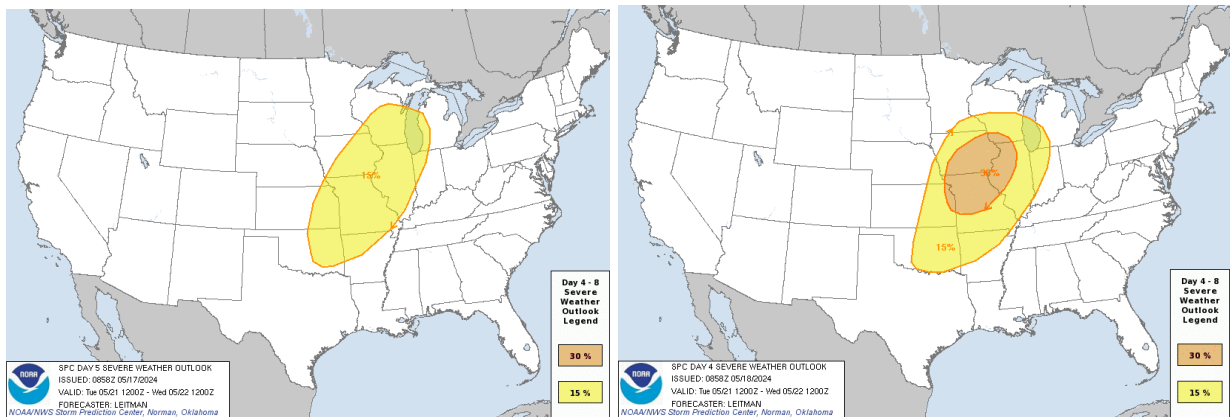 15%
Day 4 - 8
Severe
Weather
Outlook
Legend
30 %
15 %
NOAA
SPC DAY 5 SEVERE WEATHER OUTLOOK
ISSUED: 0858Z 05/17/2024
VALID: Tue 05/21 1200Z - Wed 05/22 1200Z
FORECASTER: LEITMAN
NOAA/NWS Storm Prediction Center, Norman, Oklahoma
30%
15%
Day 4 - 8
Severe
Weather
Outlook
Legend
30 %
15 %
NOAA
SPC DAY 4 SEVERE WEATHER OUTLOOK
ISSUED: 0858Z 05/18/2024
VALID: Tue 05/21 1200Z - Wed 05/22 1200Z
FORECASTER: LEITMAN
NOAA/NWS Storm Prediction Center, Norman, Oklahoma